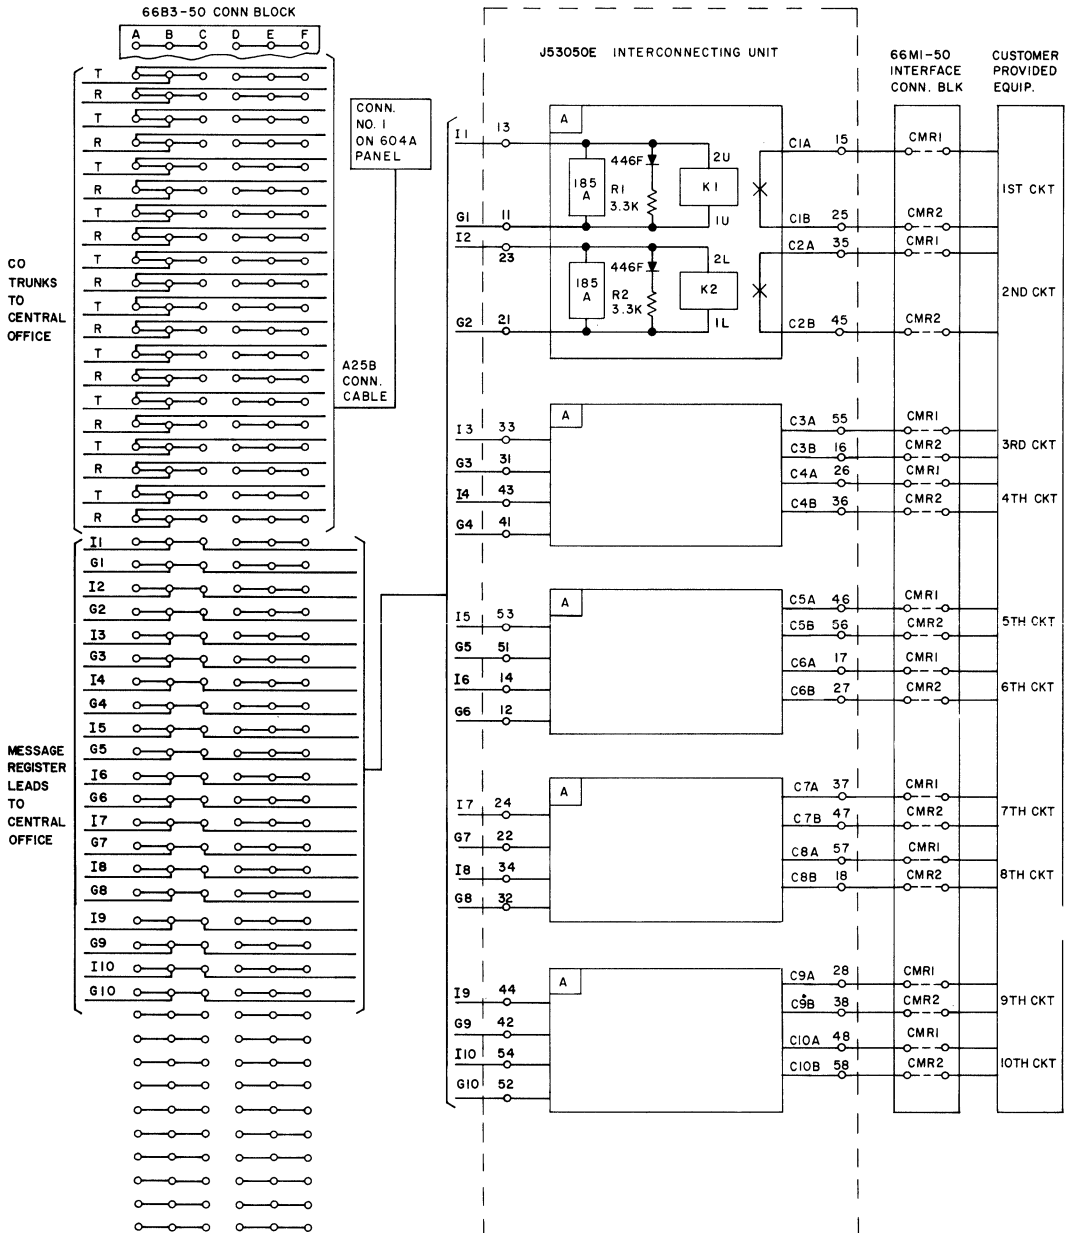 66B3-50 CONN BLOCK
A B C D E F
T
R
T
R
T
R
T
R
T
R
T
R
T
R
T
R
T
R
T
R
CO
TRUNKS
TO
CENTRAL
OFFICE
CONN.
NO. 1
ON 604A
PANEL
A25B
CONN.
CABLE
I1
G1
I2
G2
I3
G3
I4
G4
I5
G5
I6
G6
I7
G7
I8
G8
I9
G9
I10
G10
MESSAGE
REGISTER
LEADS
TO
CENTRAL
OFFICE
J53050E INTERCONNECTING UNIT
66M1-50
INTERFACE
CONN. BLK
CUSTOMER
PROVIDED
EQUIP.
A
I1 13
185
A
446F
R1
3.3K
2U
K1
1U
G1 11
C1A 15 CMR1
1ST CKT
C1B 25 CMR2
I2 23
185
A
446F
R2
3.3K
2L
K2
1L
G2 21
C2A 35 CMR1
2ND CKT
C2B 45 CMR2
A
I3 33
G3 31
I4 43
G4 41
C3A 55 CMR1
3RD CKT
C3B 16 CMR2
C4A 26 CMR1
4TH CKT
C4B 36 CMR2
A
I5 53
G5 51
I6 14
G6 12
C5A 46 CMR1
5TH CKT
C5B 56 CMR2
C6A 17 CMR1
6TH CKT
C6B 27 CMR2
A
I7 24
G7 22
I8 34
G8 32
C7A 37 CMR1
7TH CKT
C7B 47 CMR2
C8A 57 CMR1
8TH CKT
C8B 18 CMR2
A
I9 44
G9 42
I10 54
G10 52
C9A 28 CMR1
9TH CKT
C9B 38 CMR2
C10A 48 CMR1
10TH CKT
C10B 58 CMR2